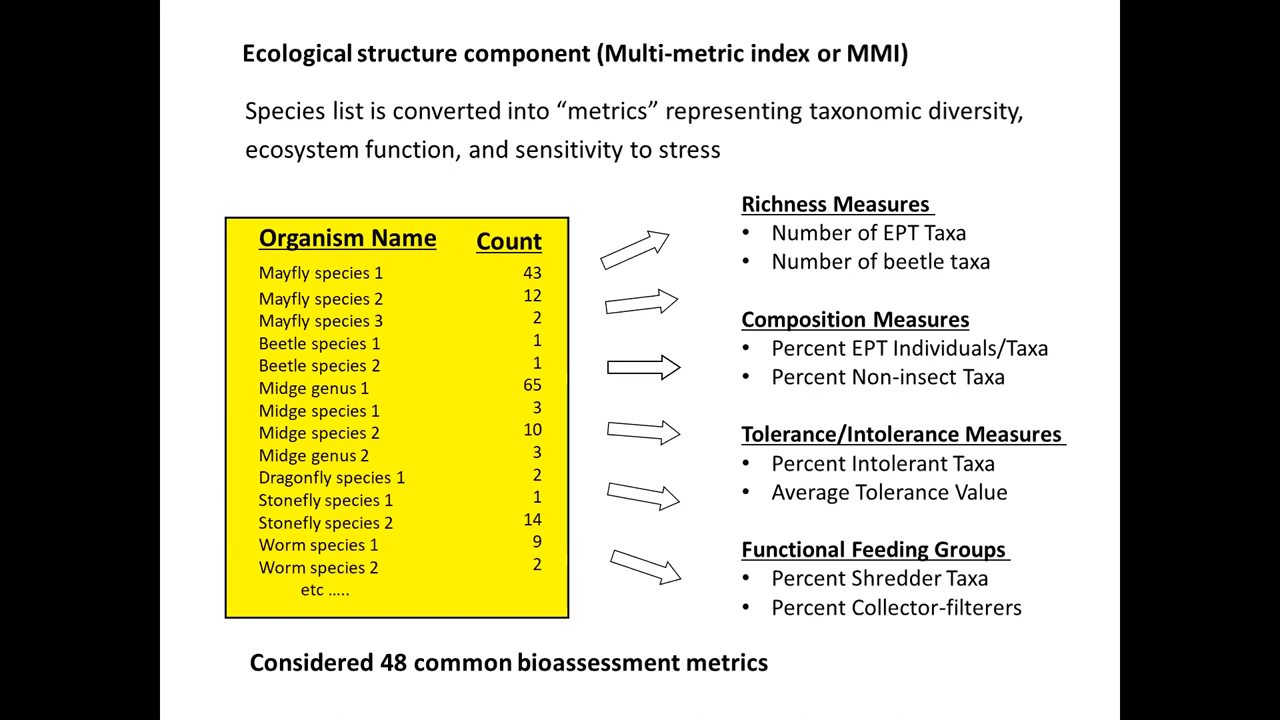 Ecological structure component (Multi-metric index or MMI)
Species list is converted into “metrics” representing taxonomic diversity,
ecosystem function, and sensitivity to stress
Organism Name Count
Mayfly species 1 43
Mayfly species 2 12
Mayfly species 3 2
Beetle species 1 1
Beetle species 2 1
Midge genus 1 65
Midge species 1 3
Midge species 2 10
Midge genus 2 3
Dragonfly species 1 2
Stonefly species 1 1
Stonefly species 2 14
Worm species 1 9
Worm species 2 2
etc …..
Richness Measures
• Number of EPT Taxa
• Number of beetle taxa
Composition Measures
• Percent EPT Individuals/Taxa
• Percent Non-insect Taxa
Tolerance/Intolerance Measures
• Percent Intolerant Taxa
• Average Tolerance Value
Functional Feeding Groups
• Percent Shredder Taxa
• Percent Collector-filterers
Considered 48 common bioassessment metrics